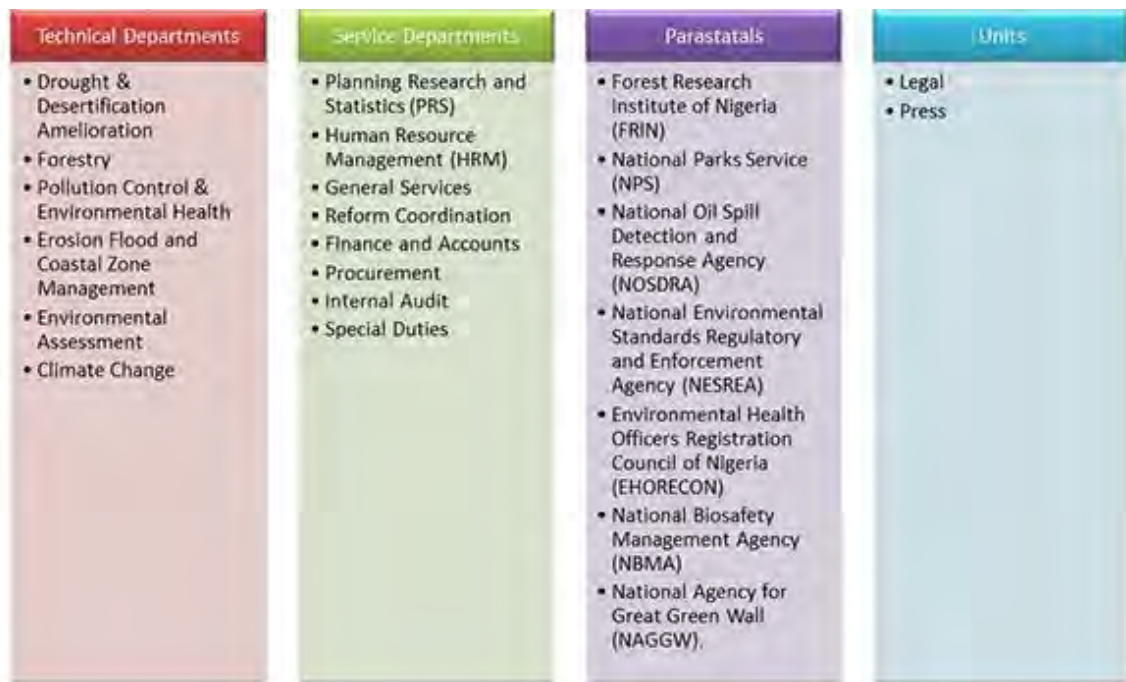 Technical Departments
• Drought &
Desertification
Amelioration
• Forestry
• Pollution Control &
Environmental Health
• Erosion Flood and
Coastal Zone
Management
• Environmental
Assessment
• Climate Change
Service Departments
• Planning Research and
Statistics (PRS)
• Human Resource
Management (HRM)
• General Services
• Reform Coordination
• Finance and Accounts
• Procurement
• Internal Audit
• Special Duties
Parastatals
• Forest Research
Institute of Nigeria
(FRIN)
• National Parks Service
(NPS)
• National Oil Spill
Detection and
Response Agency
(NOSDRA)
• National Environmental
Standards Regulatory
and Enforcement
Agency (NESREA)
• Environmental Health
Officers Registration
Council of Nigeria
(EHORECON)
• National Biosafety
Management Agency
(NBMA)
• National Agency for
Great Green Wall
(NAGGW).
Units
• Legal
• Press